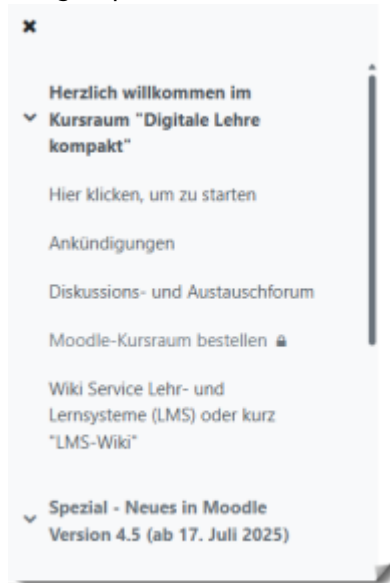 Herzlich willkommen im
Kursraum "Digitale Lehre
kompakt"
Hier klicken, um zu starten
Ankündigungen
Diskussions- und Austauschforum
Moodle-Kursraum bestellen
Wiki Service Lehr- und
Lernsysteme (LMS) oder kurz
"LMS-Wiki"
Spezial - Neues in Moodle
Version 4.5 (ab 17. Juli 2025)